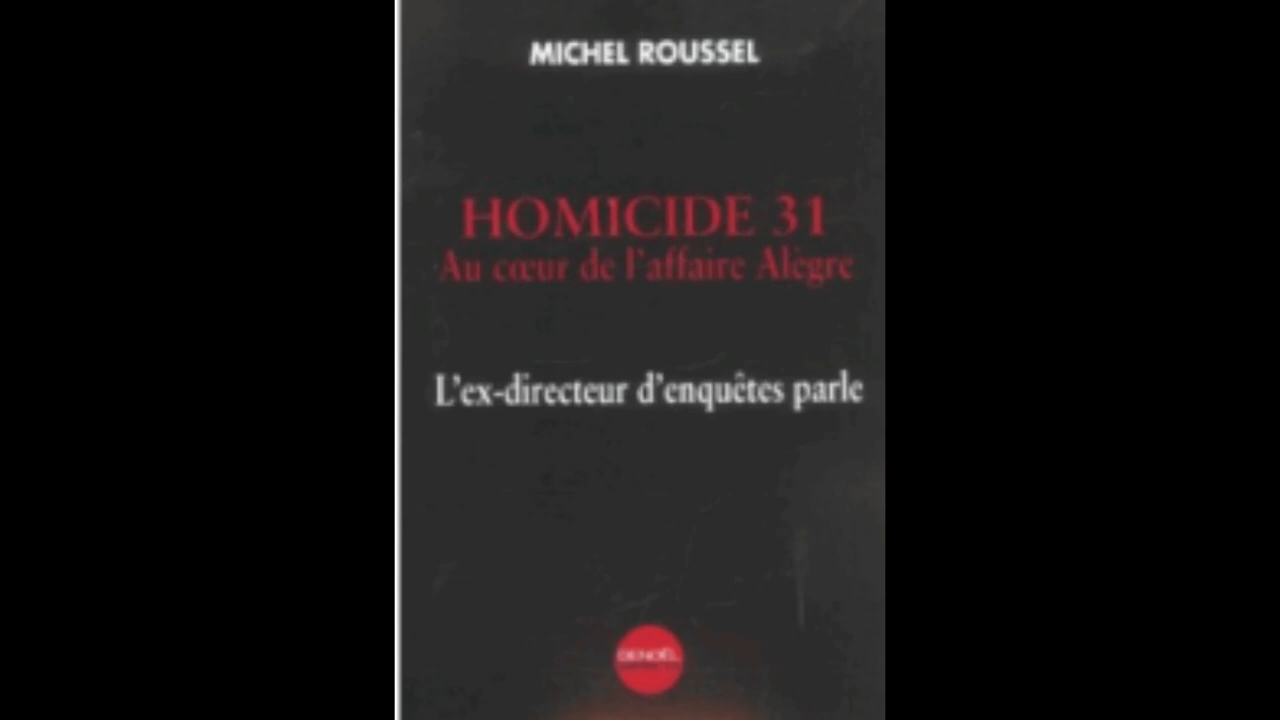 MICHEL ROUSSEL
HOMICIDE 31
Au cœur de l'affaire Alègre
L'ex-directeur d'enquêtes parle
DENOËL